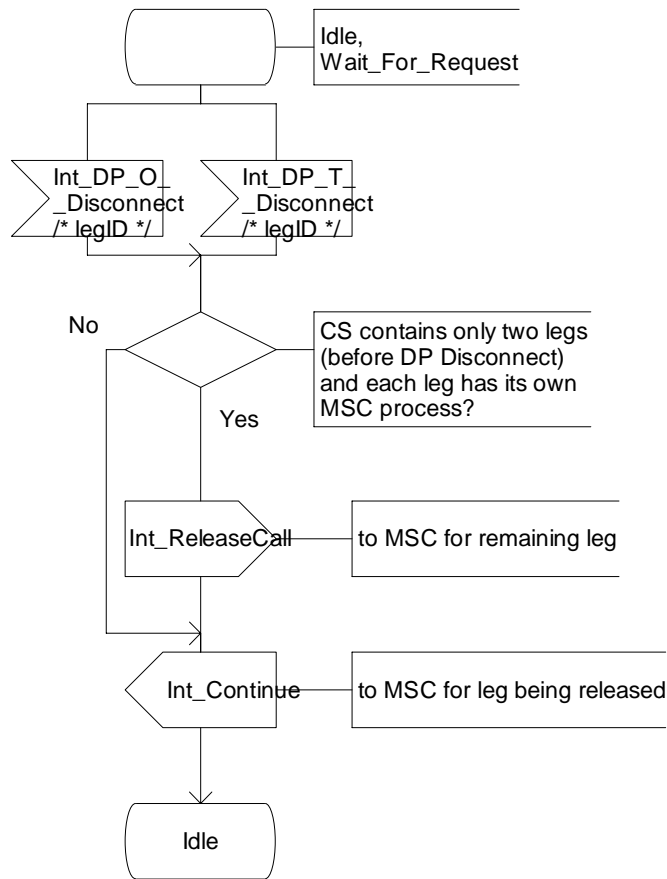 Idle,
Wait_For_Request
Int_DP_O_
_Disconnect
/* legID */
Int_DP_T_
_Disconnect
/* legID */
No
CS contains only two legs
(before DP Disconnect)
and each leg has its own
MSC process?
Yes
Int_ReleaseCall
to MSC for remaining leg
Int_Continue
to MSC for leg being released
Idle